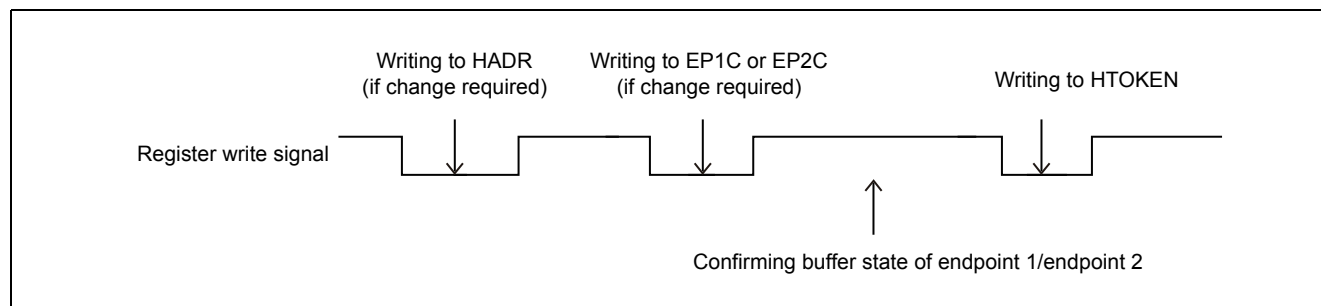 Writing to HADR
(if change required)
Writing to EP1C or EP2C
(if change required)
Writing to HTOKEN
Register write signal
Confirming buffer state of endpoint 1/endpoint 2